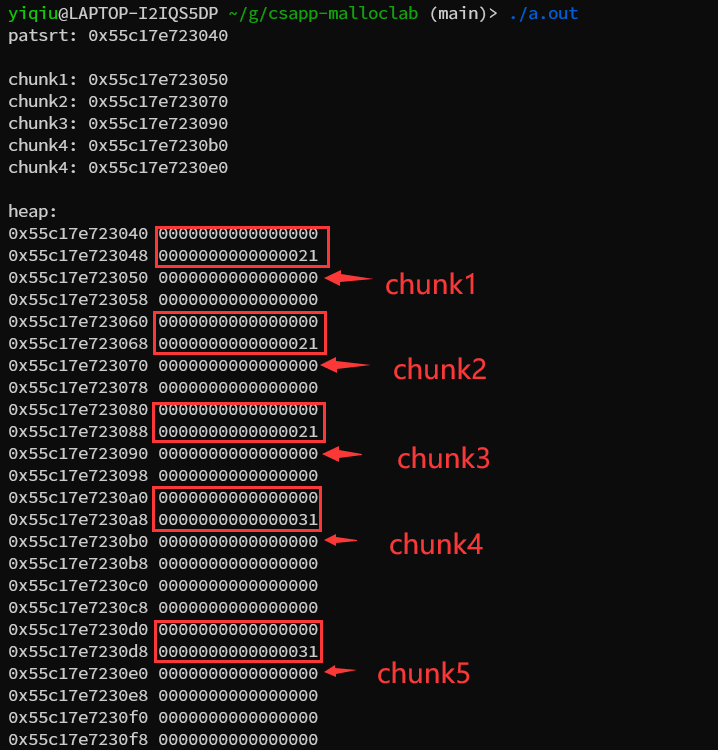 yiqiu@LAPTOP-I2IQS5DP ~/g/csapp-malloclab (main)> ./a.out
patsrt: 0x55c17e723040
chunk1: 0x55c17e723050
chunk2: 0x55c17e723070
chunk3: 0x55c17e723090
chunk4: 0x55c17e7230b0
chunk4: 0x55c17e7230e0
heap:
0x55c17e723040 0000000000000000
0x55c17e723048 0000000000000021
0x55c17e723050 0000000000000000 chunk1
0x55c17e723058 0000000000000000
0x55c17e723060 0000000000000000
0x55c17e723068 0000000000000021
0x55c17e723070 0000000000000000 chunk2
0x55c17e723078 0000000000000000
0x55c17e723080 0000000000000000
0x55c17e723088 0000000000000021
0x55c17e723090 0000000000000000 chunk3
0x55c17e723098 0000000000000000
0x55c17e7230a0 0000000000000000
0x55c17e7230a8 0000000000000031
0x55c17e7230b0 0000000000000000 chunk4
0x55c17e7230b8 0000000000000000
0x55c17e7230c0 0000000000000000
0x55c17e7230c8 0000000000000000
0x55c17e7230d0 0000000000000000
0x55c17e7230d8 0000000000000031
0x55c17e7230e0 0000000000000000 chunk5
0x55c17e7230e8 0000000000000000
0x55c17e7230f0 0000000000000000
0x55c17e7230f8 0000000000000000